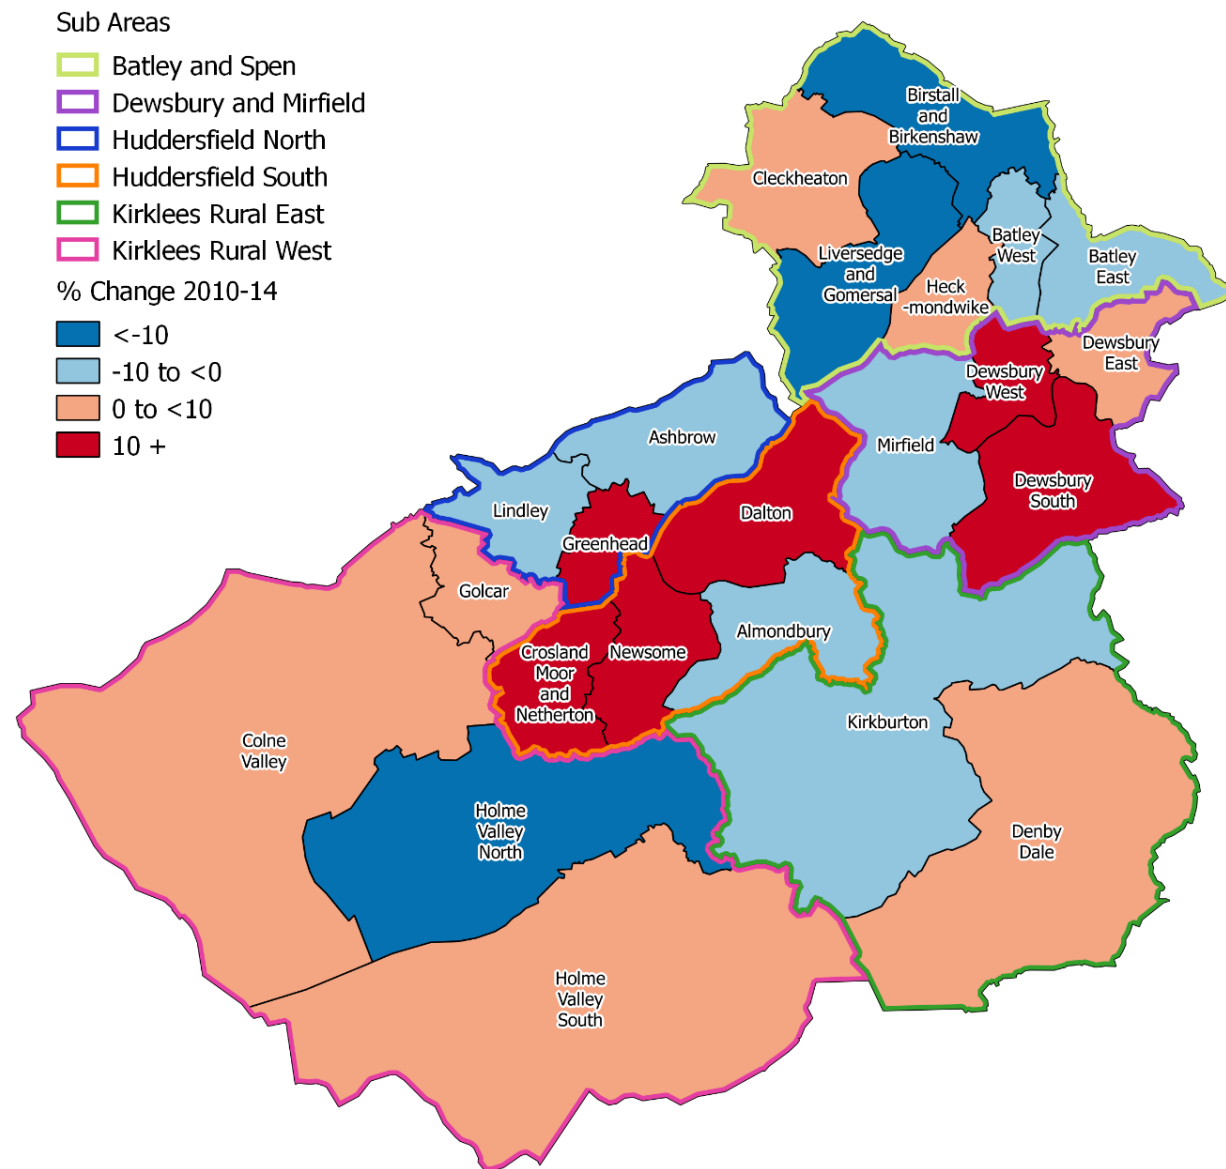 Sub Areas
Batley and Spen
Dewsbury and Mirfield
Huddersfield North
Huddersfield South
Kirklees Rural East
Kirklees Rural West
% Change 2010-14
<-10
-10 to <0
0 to <10
10 +
Birstall
and
Birkenshaw
Cleckheaton
Liversedge
and
Gomersal
Batley
West
Batley
East
Heck
-mondwike
Dewsbury
East
Dewsbury
West
Mirfield
Dewsbury
South
Ashbrow
Lindley
Greenhead
Dalton
Golcar
Almondbury
Newsome
Crosland
Moor
and
Netherton
Kirkburton
Colne
Valley
Holme
Valley
North
Denby
Dale
Holme
Valley
South